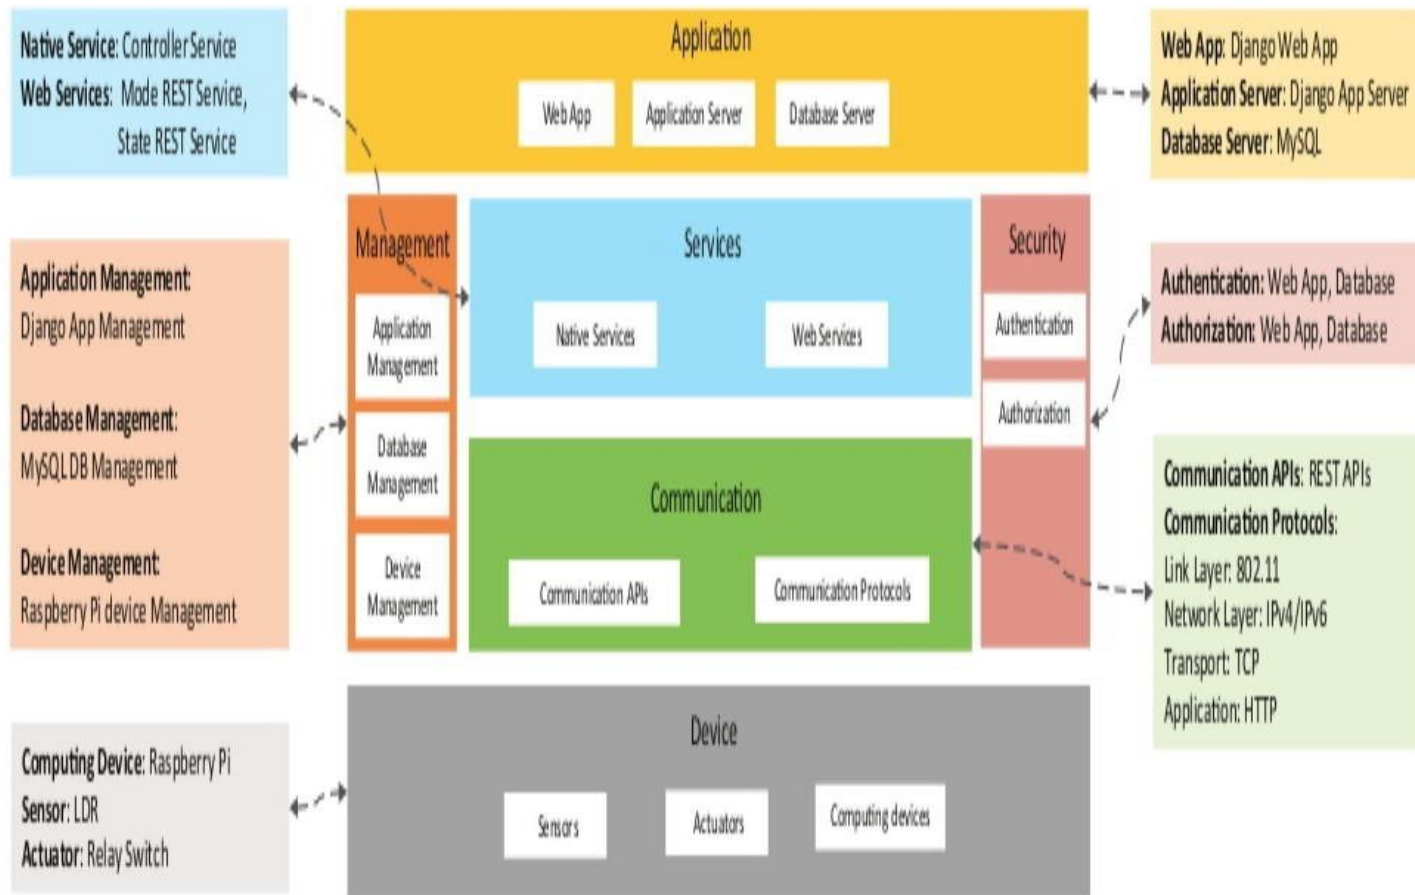 Native Service: Controller Service
Web Services: Mode REST Service,
State REST Service
Application
Web App
Application Server
Database Server
Web App: Django Web App
Application Server: Django App Server
Database Server: MySQL
Application Management:
Django App Management
Database Management:
MySQL DB Management
Device Management:
Raspberry Pi device Management
Management
Application
Management
Database
Management
Device
Management
Services
Native Services
Web Services
Communication
Communication APIs
Communication Protocols
Security
Authentication
Authorization
Authentication: Web App, Database
Authorization: Web App, Database
Communication APIs: REST APIs
Communication Protocols:
Link Layer: 802.11
Network Layer: IPv4/IPv6
Transport: TCP
Application: HTTP
Computing Device: Raspberry Pi
Sensor: LDR
Actuator: Relay Switch
Device
Sensors
Actuators
Computing devices